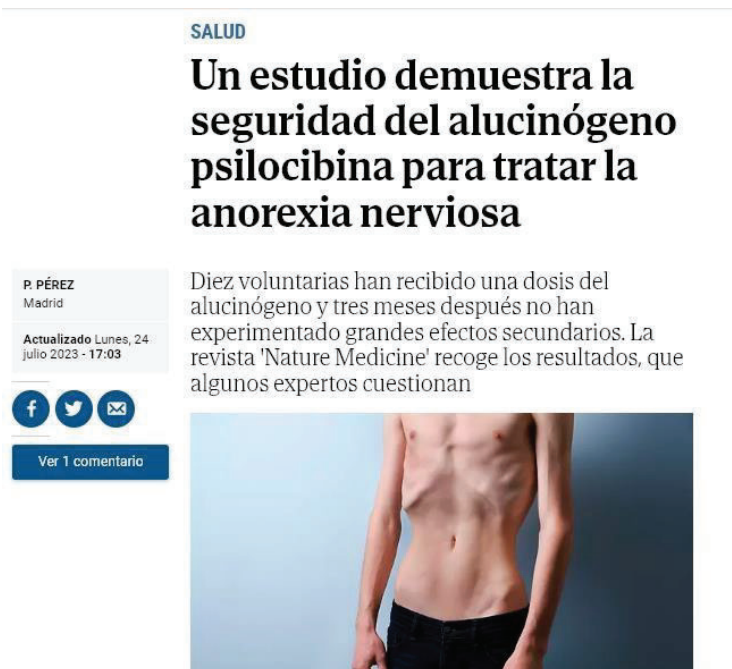 SALUD
Un estudio demuestra la
seguridad del alucinógeno
psilocibina para tratar la
anorexia nerviosa
P. PÉREZ
Madrid
Actualizado Lunes, 24
julio 2023 - 17:03
Ver 1 comentario
Diez voluntarias han recibido una dosis del
alucinógeno y tres meses después no han
experimentado grandes efectos secundarios. La
revista 'Nature Medicine' recoge los resultados, que
algunos expertos cuestionan